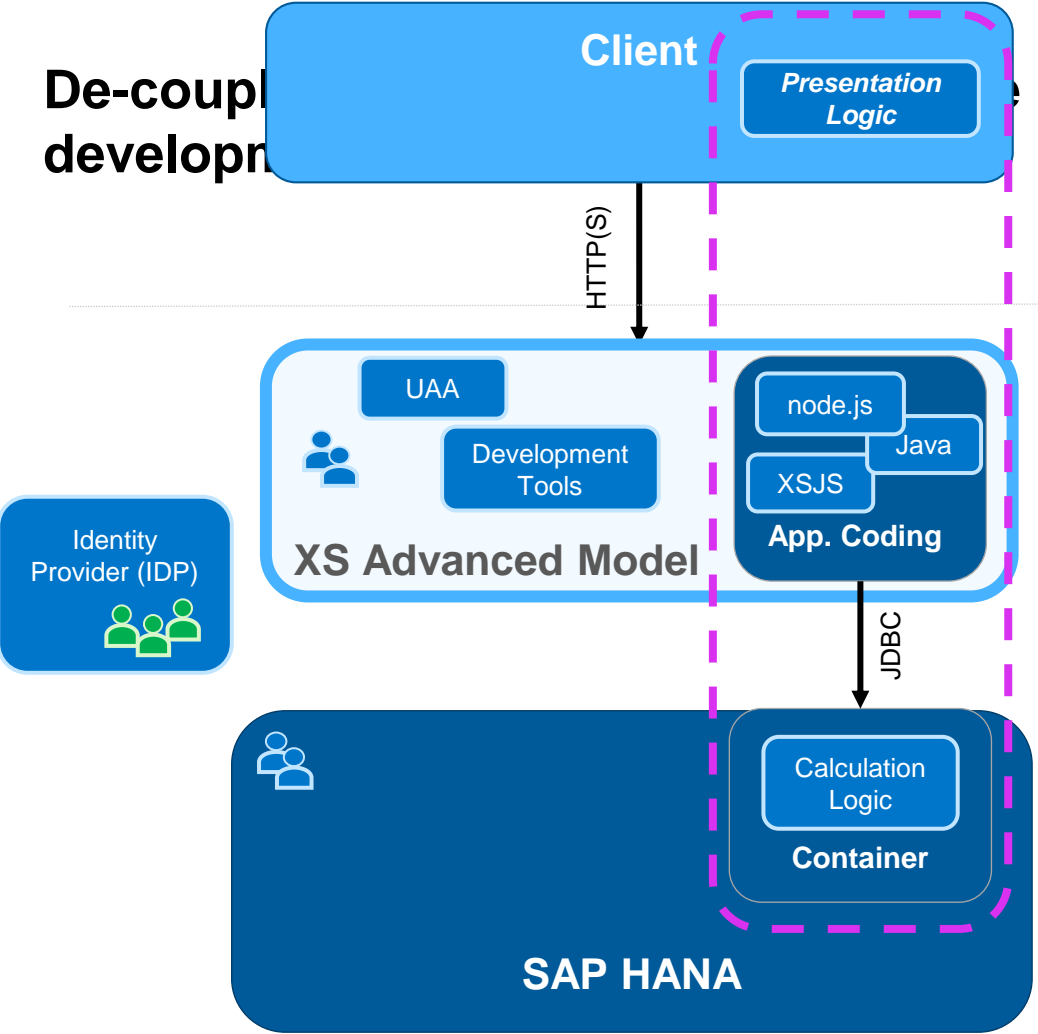 Client
Presentation
Logic
De-coupl
developm
HTTP(S)
UAA
node.js
Java
Development
Tools
XSJS
App. Coding
XS Advanced Model
Identity
Provider (IDP)
JDBC
Calculation
Logic
Container
SAP HANA